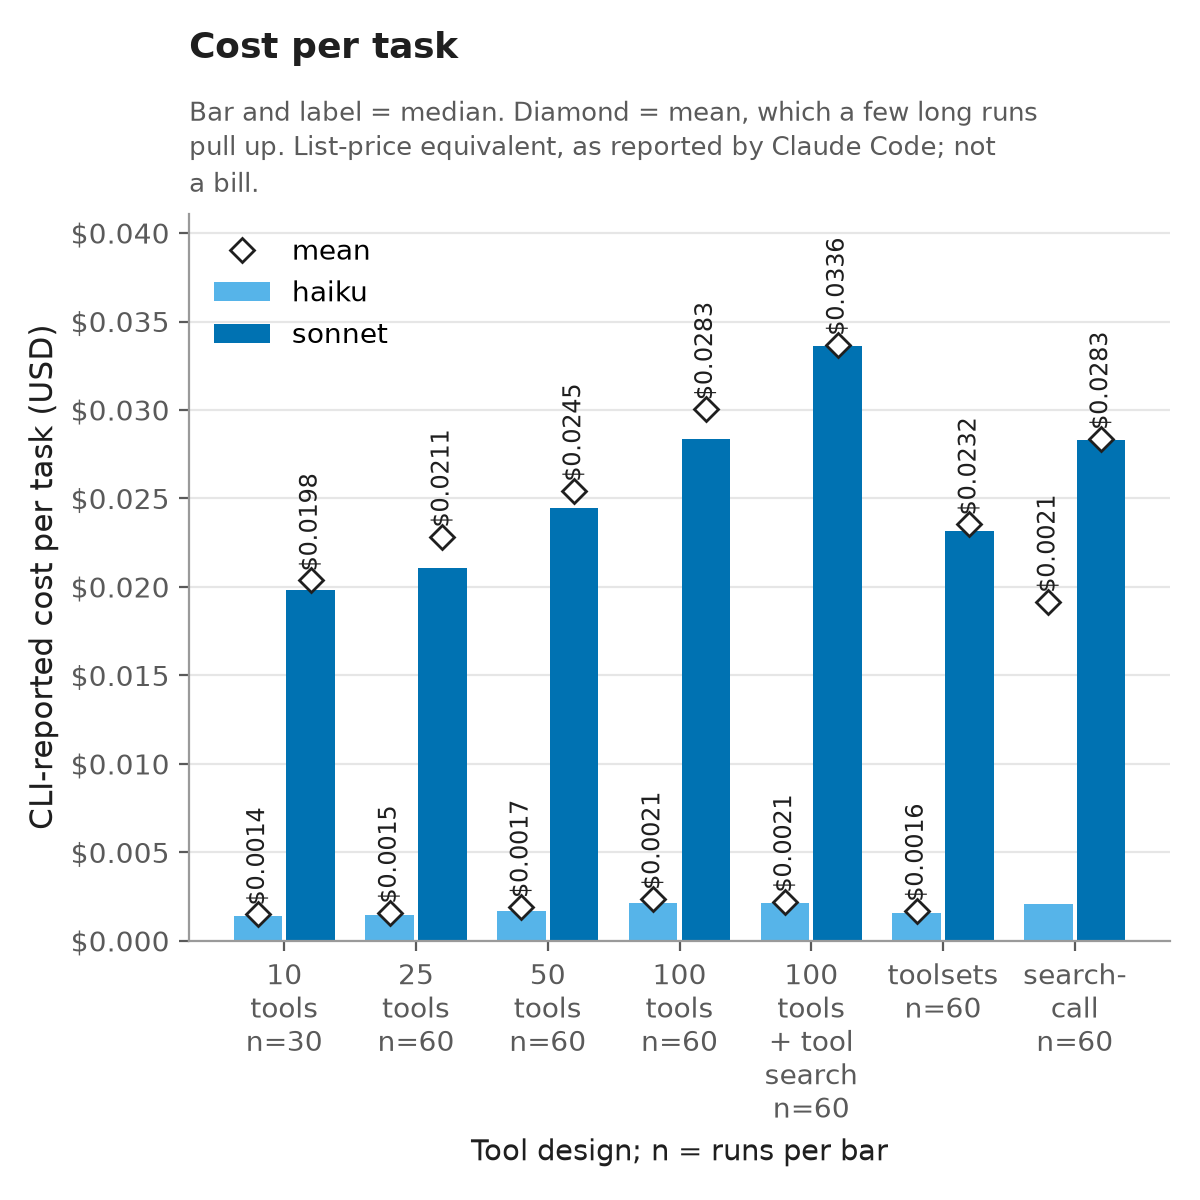 Cost per task
Bar and label = median. Diamond = mean, which a few long runs
pull up. List-price equivalent, as reported by Claude Code; not
a bill.
CLI-reported cost per task (USD)
$0.040
$0.035
$0.030
$0.025
$0.020
$0.015
$0.010
$0.005
$0.000
mean
haiku
sonnet
$0.0014
$0.0198
$0.0015
$0.0211
$0.0017
$0.0245
$0.0021
$0.0283
$0.0021
$0.0336
$0.0016
$0.0232
$0.0021
$0.0283
10
tools
n=30
25
tools
n=60
50
tools
n=60
100
tools
n=60
100
tools
+ tool
search
n=60
toolsets
n=60
search-
call
n=60
Tool design; n = runs per bar